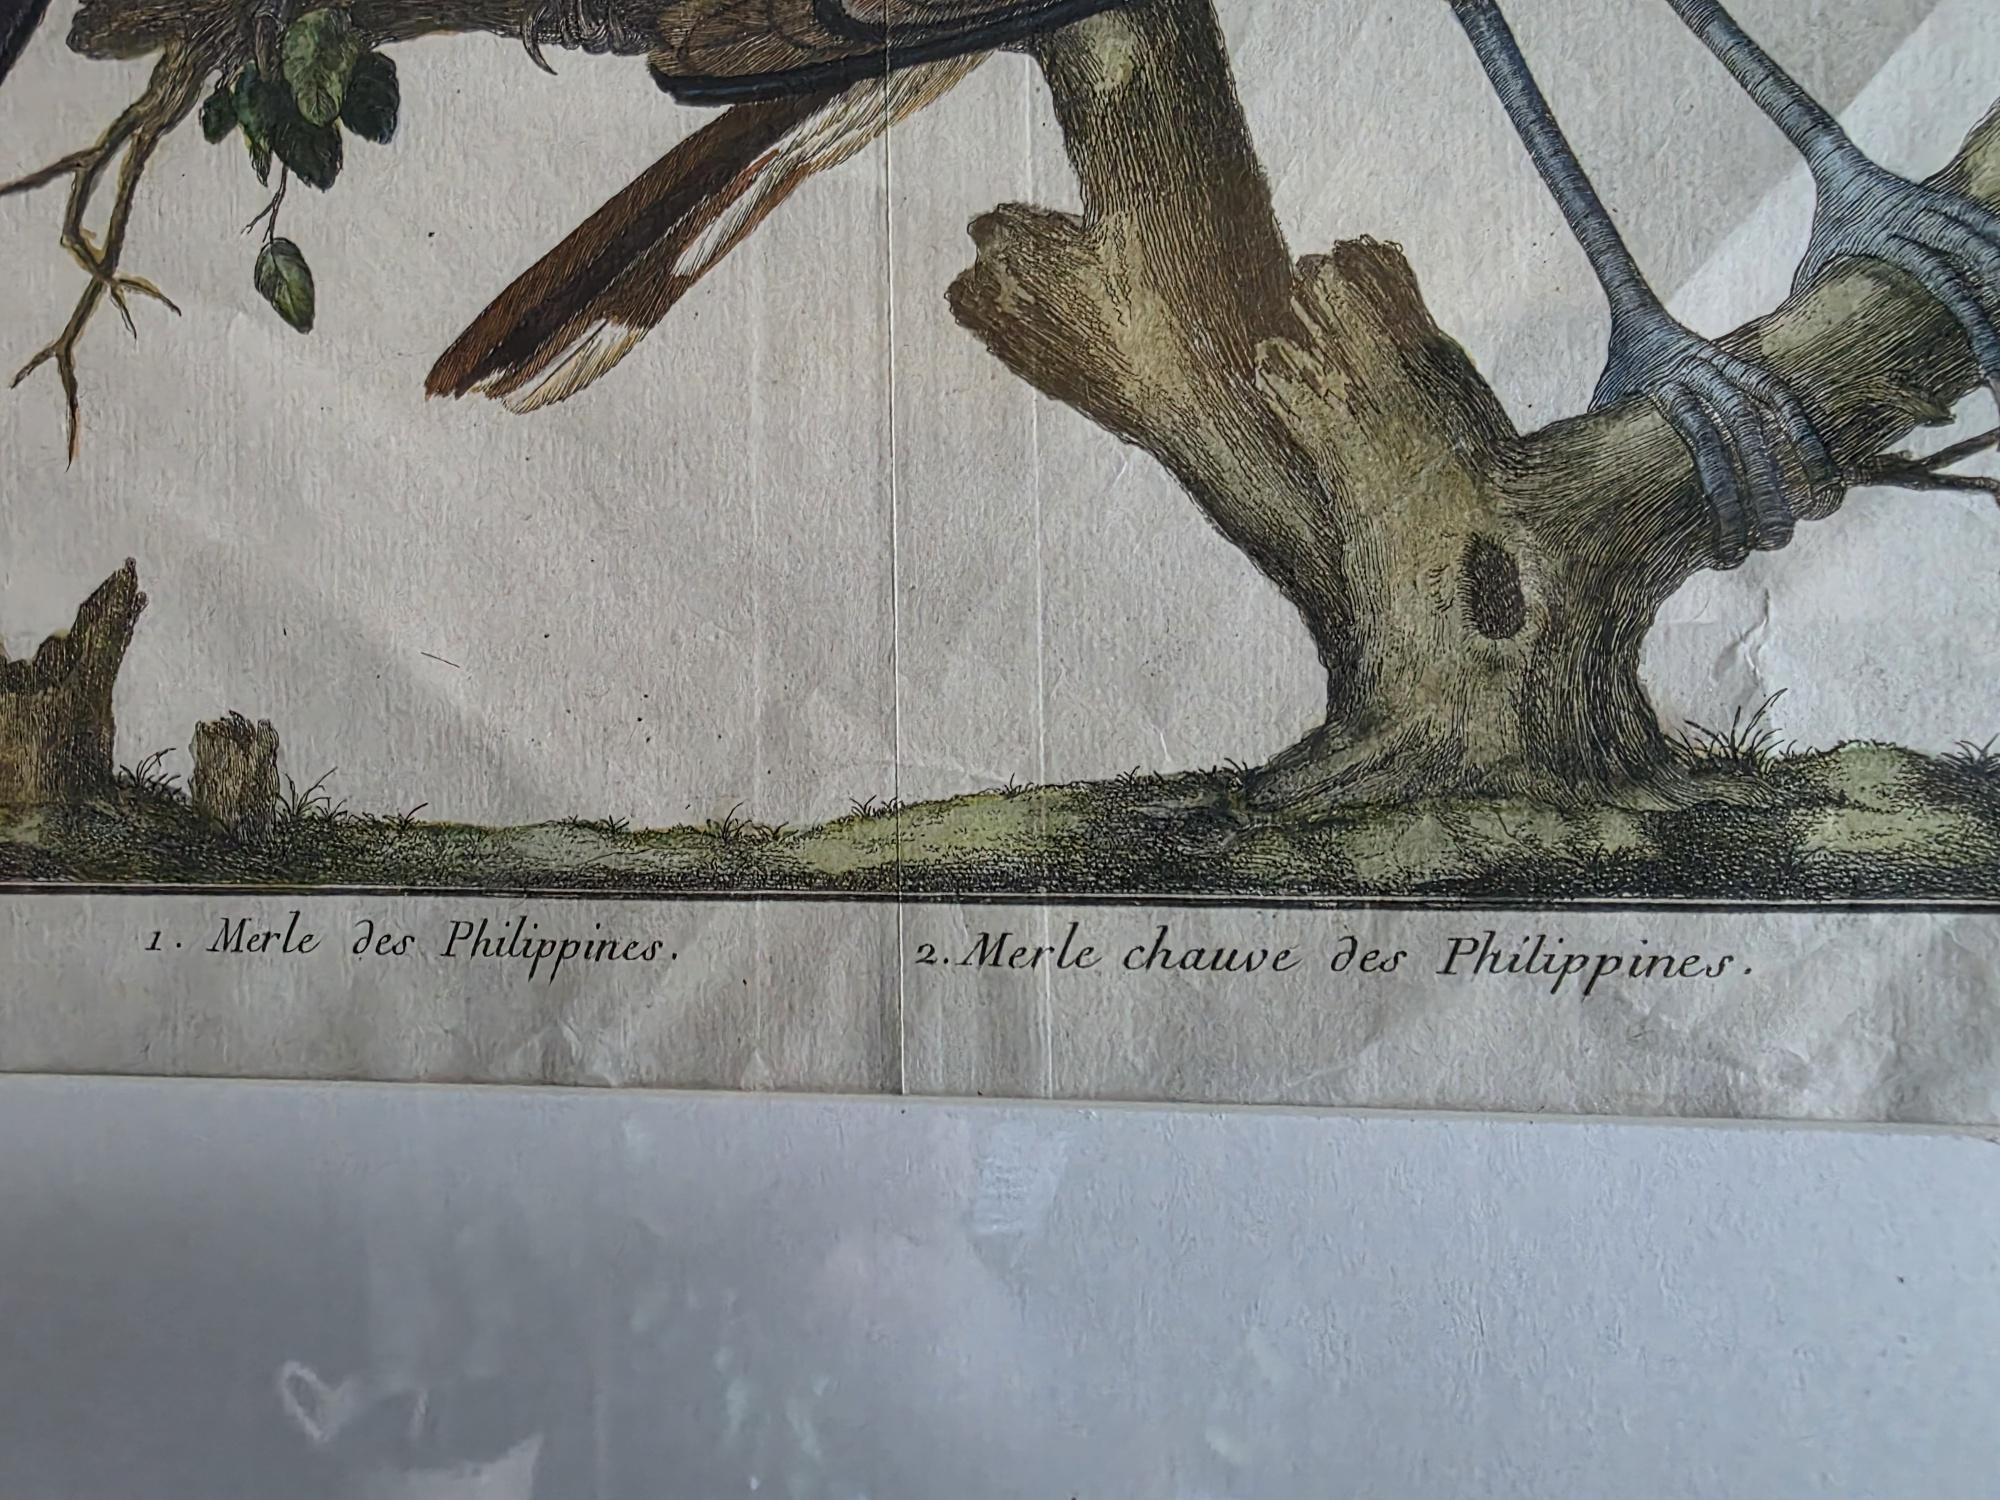 1. Merle des Philippines. 2. Merle chauve des Philippines.